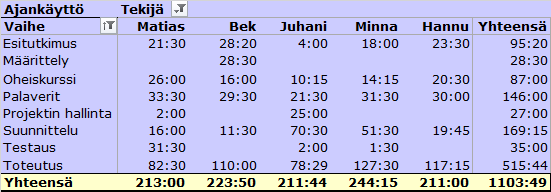 Ajankäyttö Tekijä
Vaihe Matias Bek Juhani Minna Hannu Yhteensä
Esitutkimus 21:30 28:20 4:00 18:00 23:30 95:20
Määrittely 28:30 28:30
Oheiskurssi 26:00 16:00 10:15 14:15 20:30 87:00
Palaverit 33:30 29:30 21:30 31:30 30:00 146:00
Projektin hallinta 2:00 25:00 27:00
Suunnittelu 16:00 11:30 70:30 51:30 19:45 169:15
Testaus 31:30 2:00 1:30 35:00
Toteutus 82:30 110:00 78:29 127:30 117:15 515:44
Yhteensä 213:00 223:50 211:44 244:15 211:00 1103:49